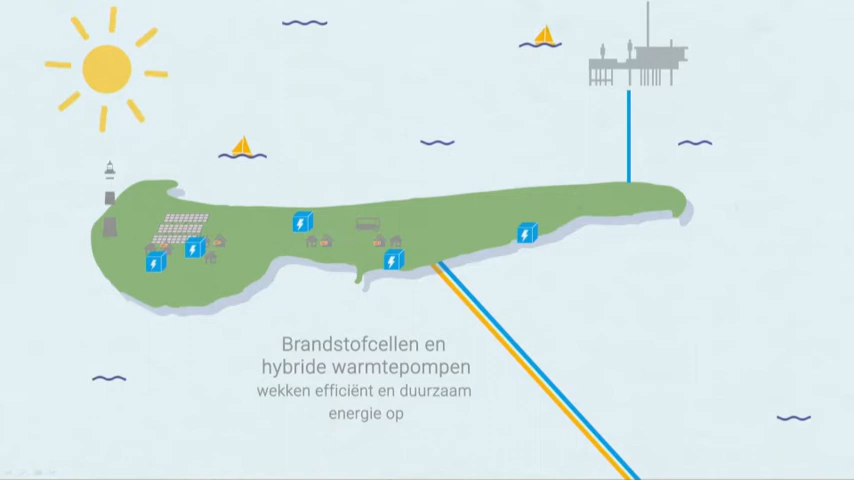 Brandstofcellen en
hybride warmtepompen
wekken efficiënt en duurzaam
energie op